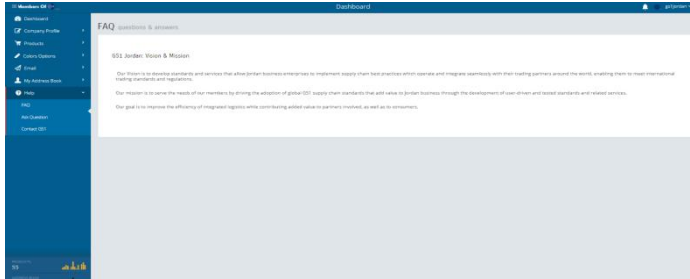 Members Of
Dashboard
gs1jordan
Dashboard
Company Profile
Products
Colors Options
Email
My Address Book
Help
FAQ
Ask Question
Contact GS1
FAQ questions & answers
GS1 Jordan: Vision & Mission
Our Vision is to develop standards and services that allow Jordan business enterprises to implement supply chain best practices which operate and integrate seamlessly with their trading partners around the world, enabling them to meet international
trading standards and regulations.
Our mission is to serve the needs of our members by driving the adoption of global GS1 supply chain standards that add value to Jordan business through the development of user-driven and tested standards and related services.
Our goal is to improve the efficiency of integrated logistics while contributing added value to partners involved, as well as to consumers.
93